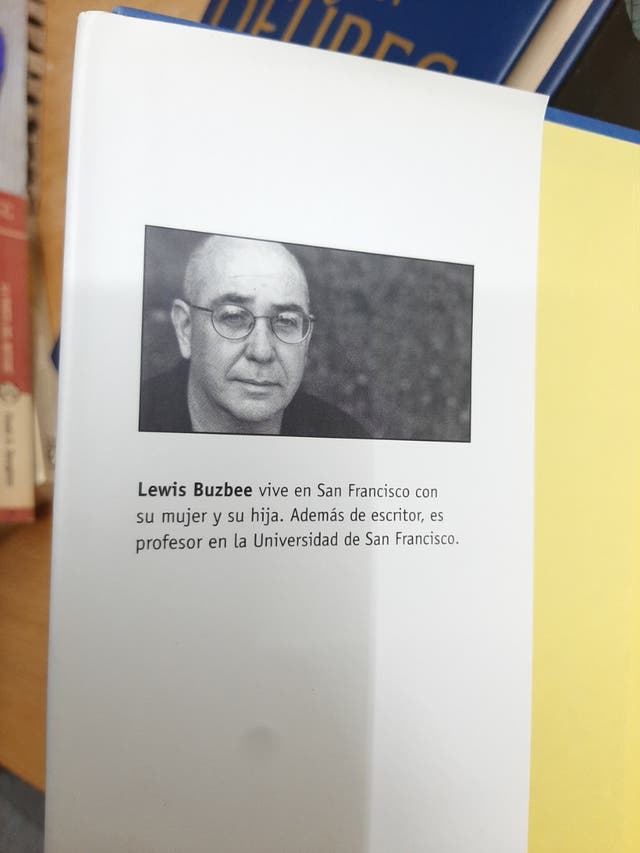 DELIBES
Lewis Buzbee vive en San Francisco con
su mujer y su hija. Además de escritor, es
profesor en la Universidad de San Francisco.